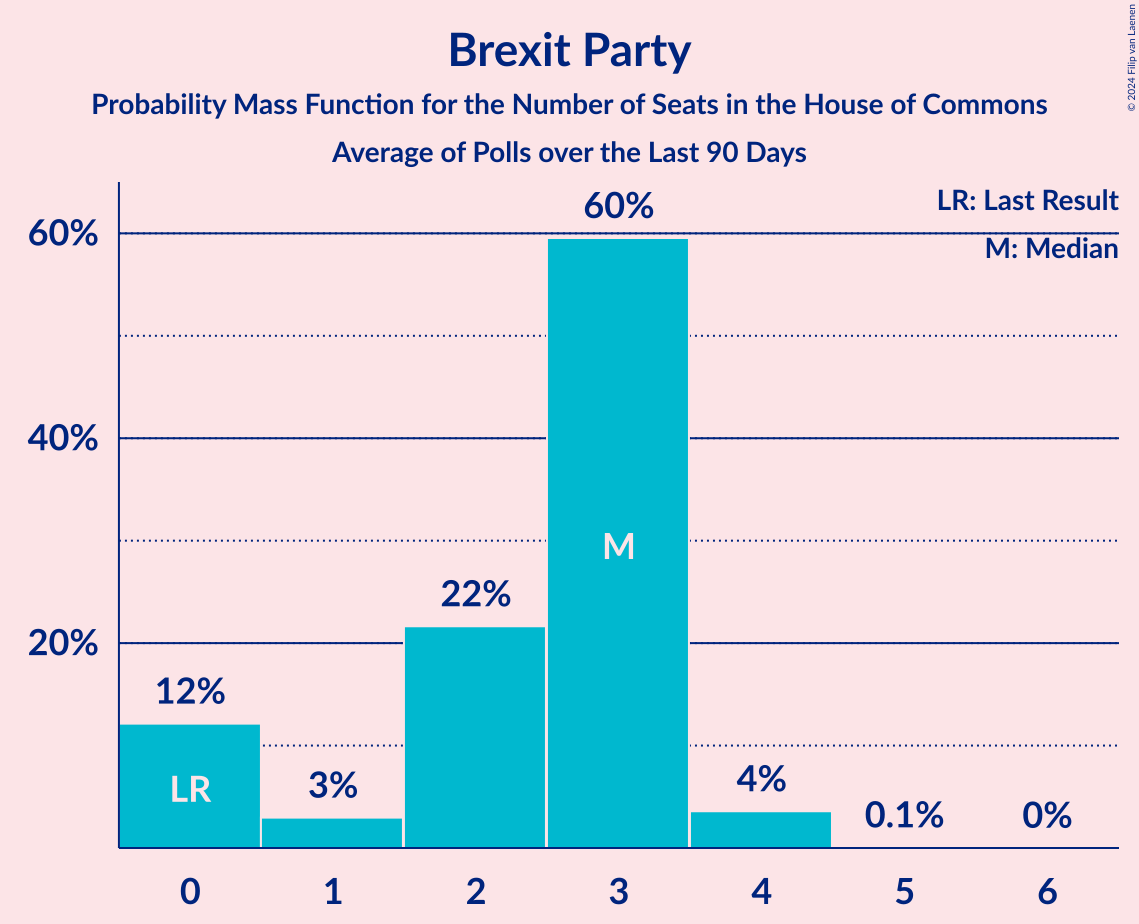 Brexit Party
Probability Mass Function for the Number of Seats in the House of Commons
Average of Polls over the Last 90 Days
© 2024 Filip van Laenen
LR: Last Result
M: Median
60%
40%
20%
12%
3%
22%
60%
4%
0.1%
0%
LR
M
0 1 2 3 4 5 6